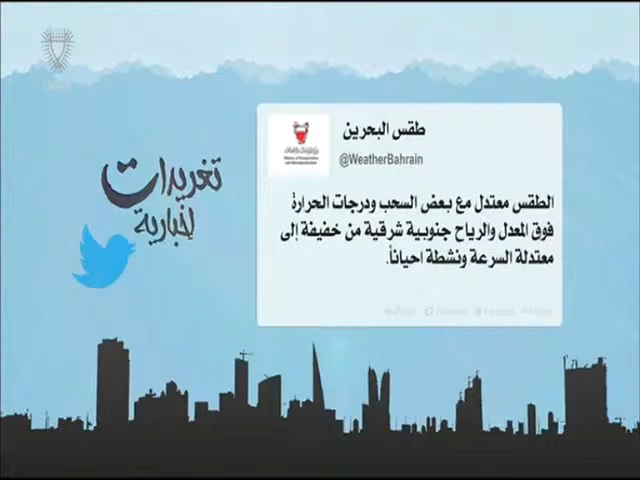 تغريدات
إخبارية
طقس البحرين
@WeatherBahrain
الطقس معتدل مع بعض السحب ودرجات الحرارة
فوق المعدل والرياح جنوبية شرقية من خفيفة إلى
معتدلة السرعة ونشطة احياناً.